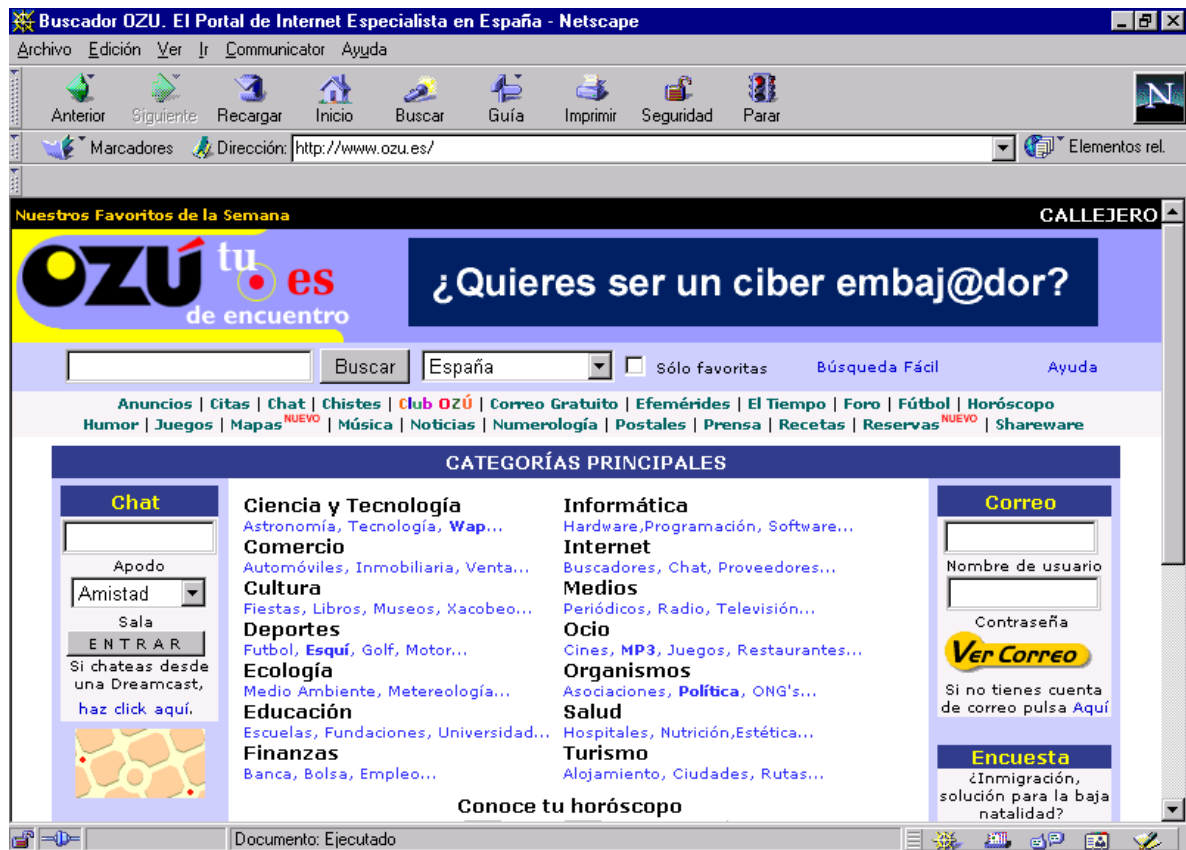 Buscador OZU. El Portal de Internet Especialista en España - Netscape
Archivo Edición Ver Ir Communicator Ayuda
Anterior Siguiente Recargar Inicio Buscar Guía Imprimir Seguridad Parar
N
Marcadores Dirección: http://www.ozu.es/ Elementos rel.
Nuestros Favoritos de la Semana CALLEJERO
OZÚ tu es
de encuentro
¿Quieres ser un ciber embaj@dor?
Buscar España Sólo favoritas Búsqueda Fácil Ayuda
Anuncios | Citas | Chat | Chistes | Club OZÚ | Correo Gratuito | Efemérides | El Tiempo | Foro | Fútbol | Horóscopo
Humor | Juegos | Mapas NUEVO | Música | Noticias | Numerología | Postales | Prensa | Recetas | Reservas NUEVO | Shareware
CATEGORÍAS PRINCIPALES
Chat
Apodo
Amistad
Sala
ENTRAR
Si chateas desde
una Dreamcast,
haz click aquí.
Ciencia y Tecnología
Astronomía, Tecnología, Wap...
Comercio
Automóviles, Inmobiliaria, Venta...
Cultura
Fiestas, Libros, Museos, Xacobeo...
Deportes
Futbol, Esquí, Golf, Motor...
Ecología
Medio Ambiente, Metereología...
Educación
Escuelas, Fundaciones, Universidad...
Finanzas
Banca, Bolsa, Empleo...
Informática
Hardware,Programación, Software...
Internet
Buscadores, Chat, Proveedores...
Medios
Periódicos, Radio, Televisión...
Ocio
Cines, MP3, Juegos, Restaurantes...
Organismos
Asociaciones, Política, ONG's...
Salud
Hospitales, Nutrición,Estética...
Turismo
Alojamiento, Ciudades, Rutas...
Conoce tu horóscopo
Correo
Nombre de usuario
Contraseña
Ver Correo
Si no tienes cuenta
de correo pulsa Aquí
Encuesta
¿Inmigración,
solución para la baja
natalidad?
Documento: Ejecutado